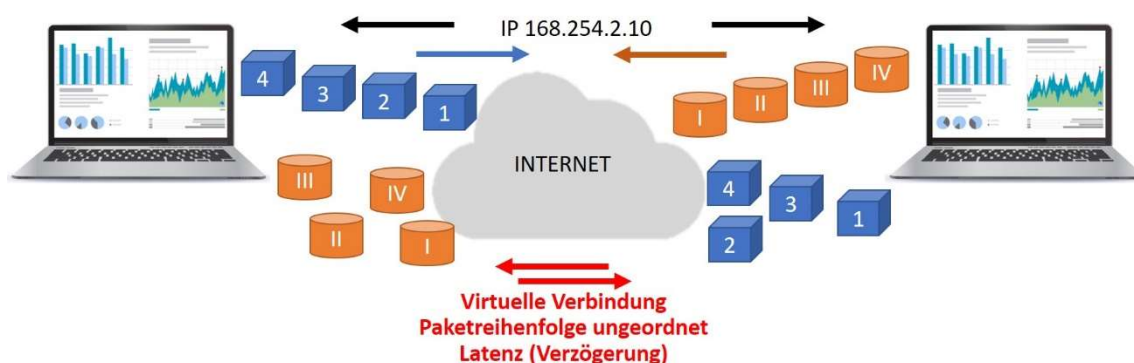 IP 168.254.2.10
4
3
2
1
I
II
III
IV
INTERNET
III
IV
II
I
4
3
1
2
Virtuelle Verbindung
Paketreihenfolge ungeordnet
Latenz (Verzögerung)